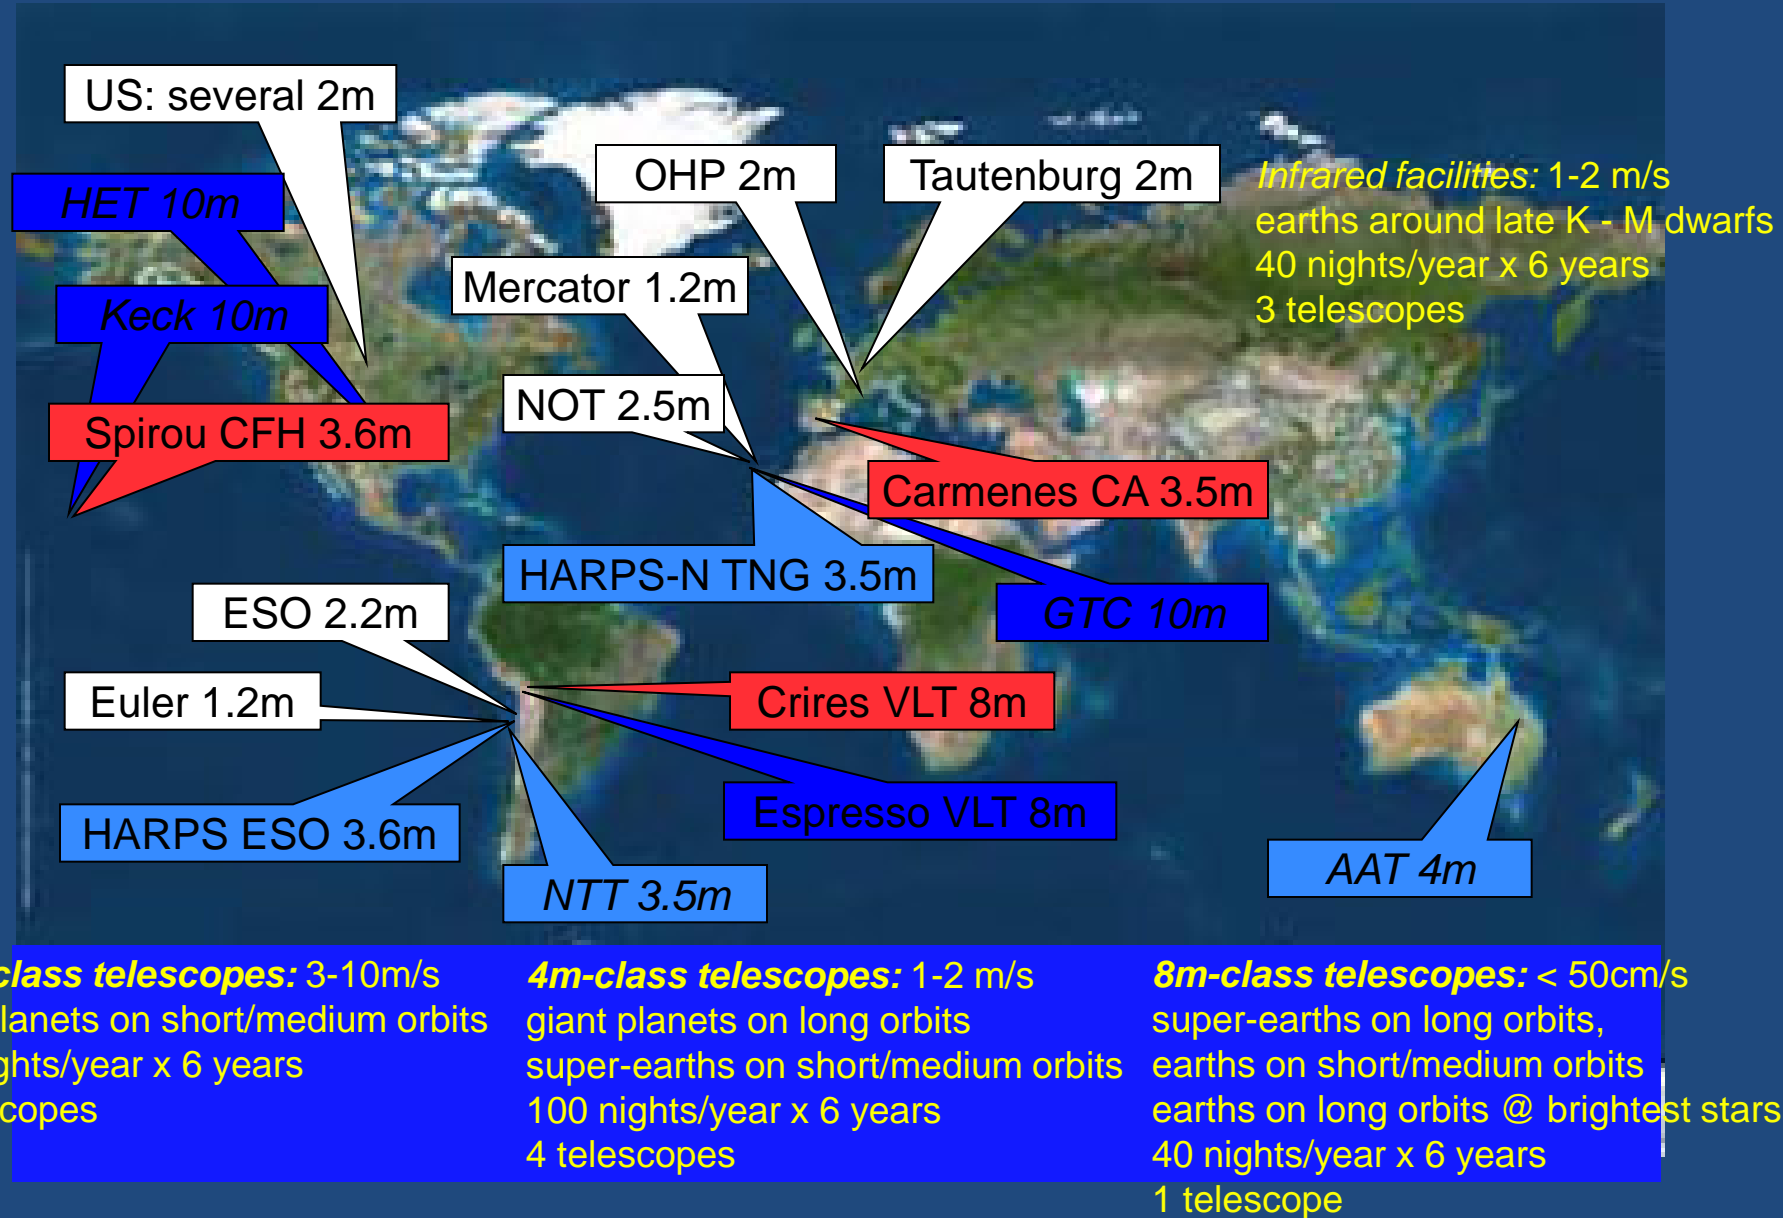 US: several 2m
OHP 2m
Tautenburg 2m
Infrared facilities: 1-2 m/s
earths around late K - M dwarfs
40 nights/year x 6 years
3 telescopes
HET 10m
Mercator 1.2m
Keck 10m
NOT 2.5m
Spirou CFH 3.6m
Carmenes CA 3.5m
HARPS-N TNG 3.5m
ESO 2.2m
GTC 10m
Euler 1.2m
Crires VLT 8m
Espresso VLT 8m
HARPS ESO 3.6m
NTT 3.5m
AAT 4m
class telescopes: 3-10m/s
planets on short/medium orbits
/year x 6 years
4m-class telescopes: 1-2 m/s
giant planets on long orbits
super-earths on short/medium orbits
100 nights/year x 6 years
4 telescopes
8m-class telescopes: < 50cm/s
super-earths on long orbits,
earths on short/medium orbits
earths on long orbits @ brightest stars
40 nights/year x 6 years
1 telescope